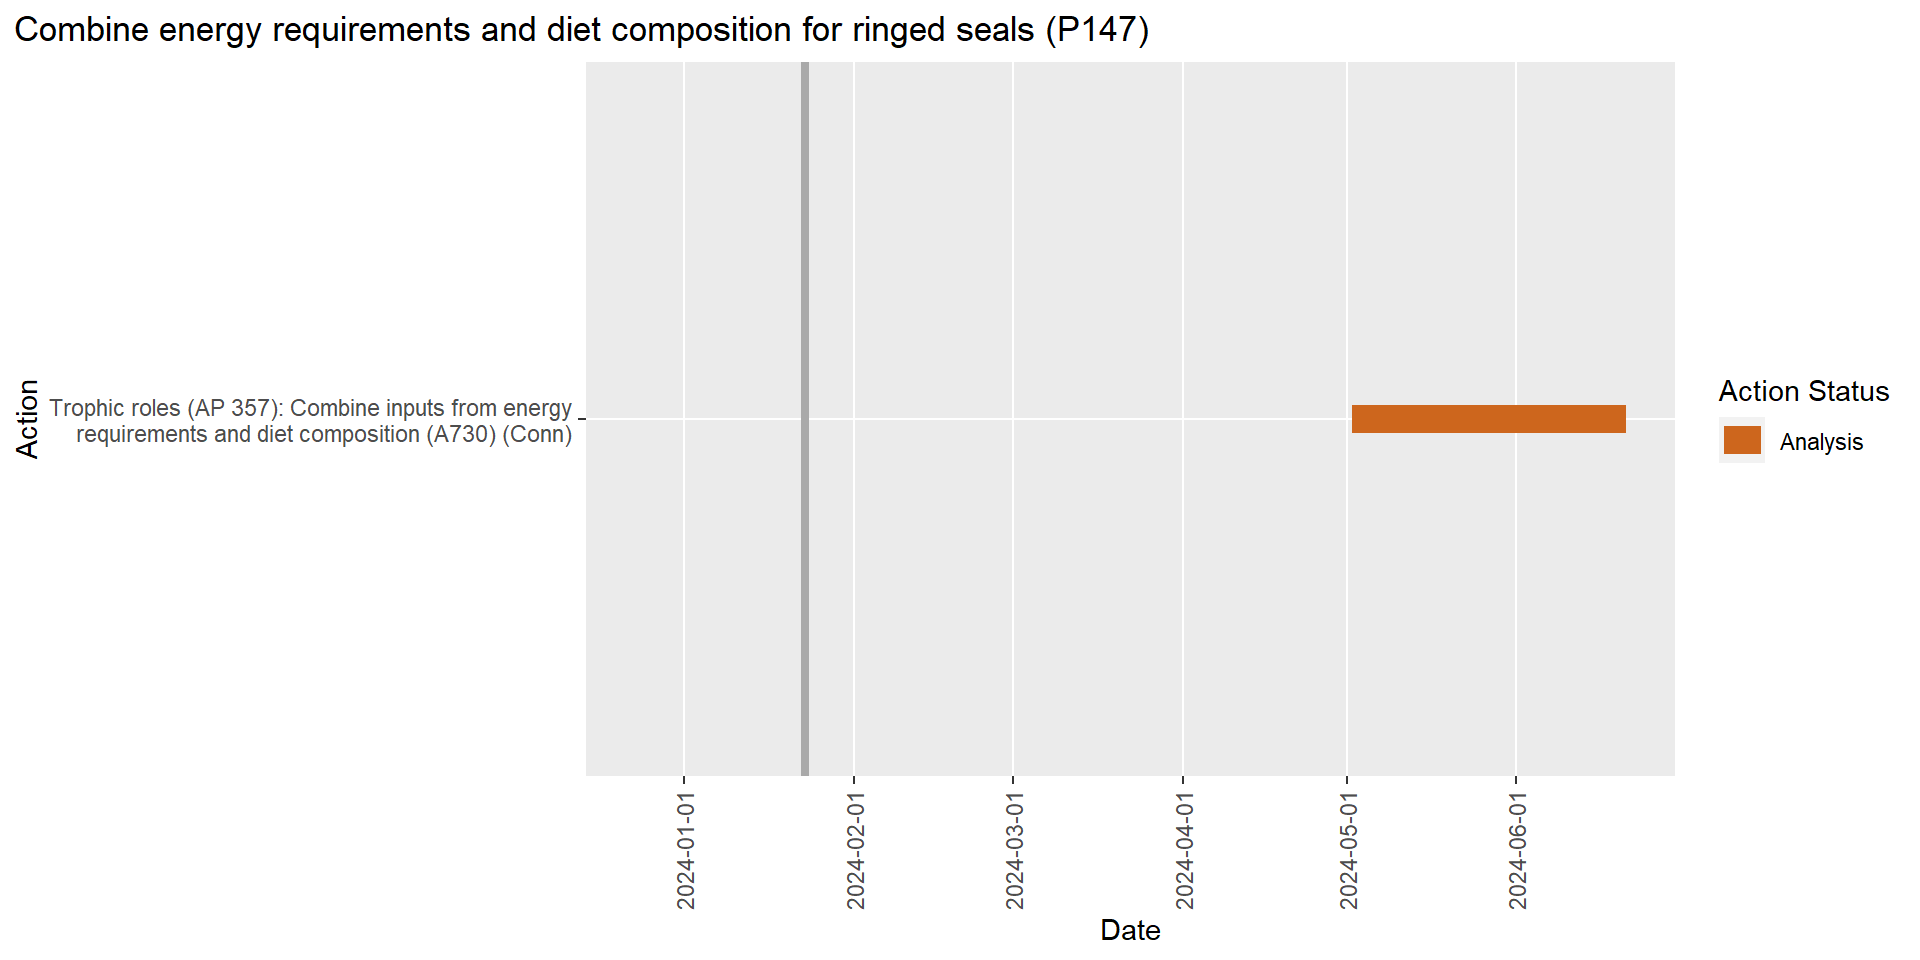 Combine energy requirements and diet composition for ringed seals (P147)
Action
Trophic roles (AP 357): Combine inputs from energy
requirements and diet composition (A730) (Conn)
Action Status
Analysis
2024-01-01
2024-02-01
2024-03-01
2024-04-01
2024-05-01
2024-06-01
Date